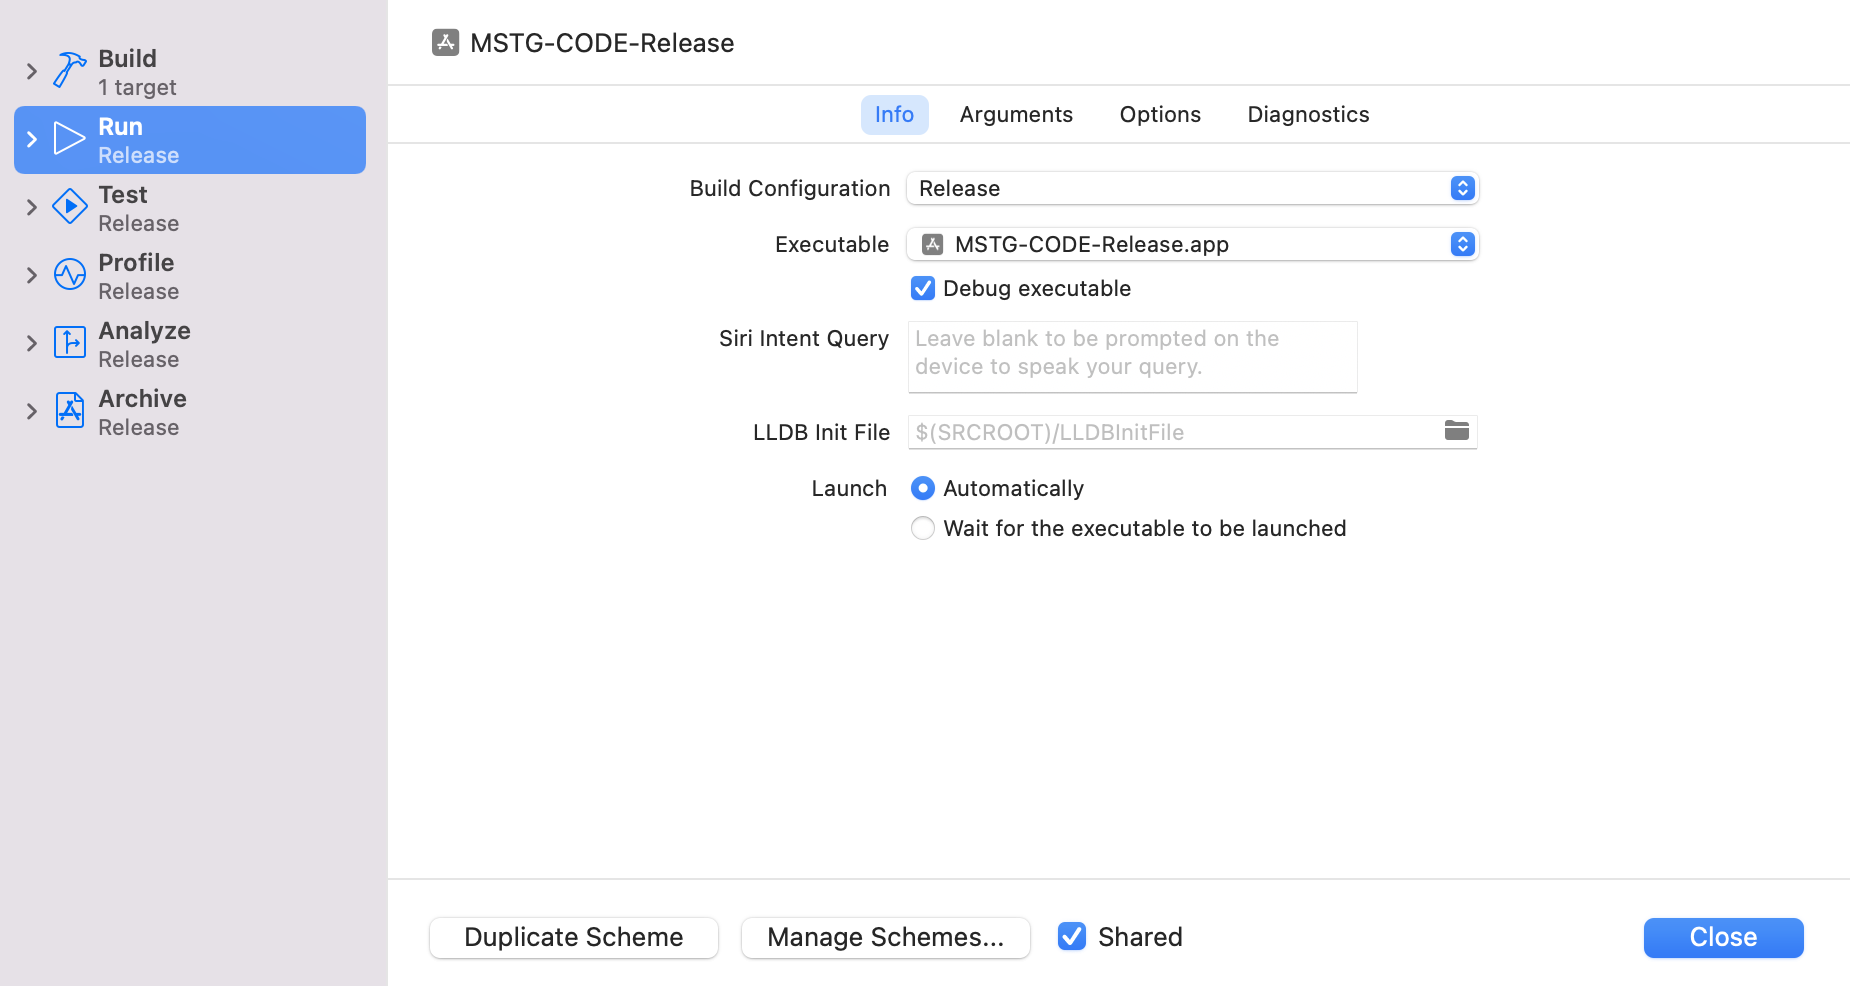 Build
1 target
Run
Release
Test
Release
Profile
Release
Analyze
Release
Archive
Release
MSTG-CODE-Release
Info Arguments Options Diagnostics
Build Configuration Release
Executable MSTG-CODE-Release.app
Debug executable
Siri Intent Query Leave blank to be prompted on the
device to speak your query.
LLDB Init File $(SRCROOT)/LLDBInitFile
Launch Automatically
Wait for the executable to be launched
Duplicate Scheme Manage Schemes... Shared Close